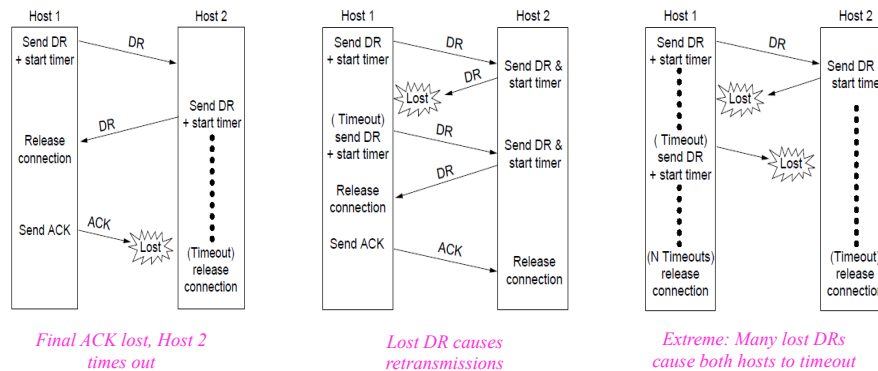 Host 1
Host 2
Send DR
+ start timer
DR
Send DR
+ start timer
DR
Release
connection
Send ACK
ACK
Lost
(Timeout)
release
connection
Final ACK lost, Host 2
times out
Host 1
Host 2
Send DR
+ start timer
DR
Send DR &
start timer
DR
Lost
( Timeout)
send DR
+ start timer
DR
Send DR &
start timer
DR
Release
connection
Send ACK
ACK
Release
connection
Lost DR causes
retransmissions
Host 1
Host 2
Send DR
+ start timer
DR
Send DR &
start timer
Lost
( Timeout)
send DR
+ start timer
Lost
(N Timeouts)
release
connection
(Timeout)
release
connection
Extreme: Many lost DRs
cause both hosts to timeout